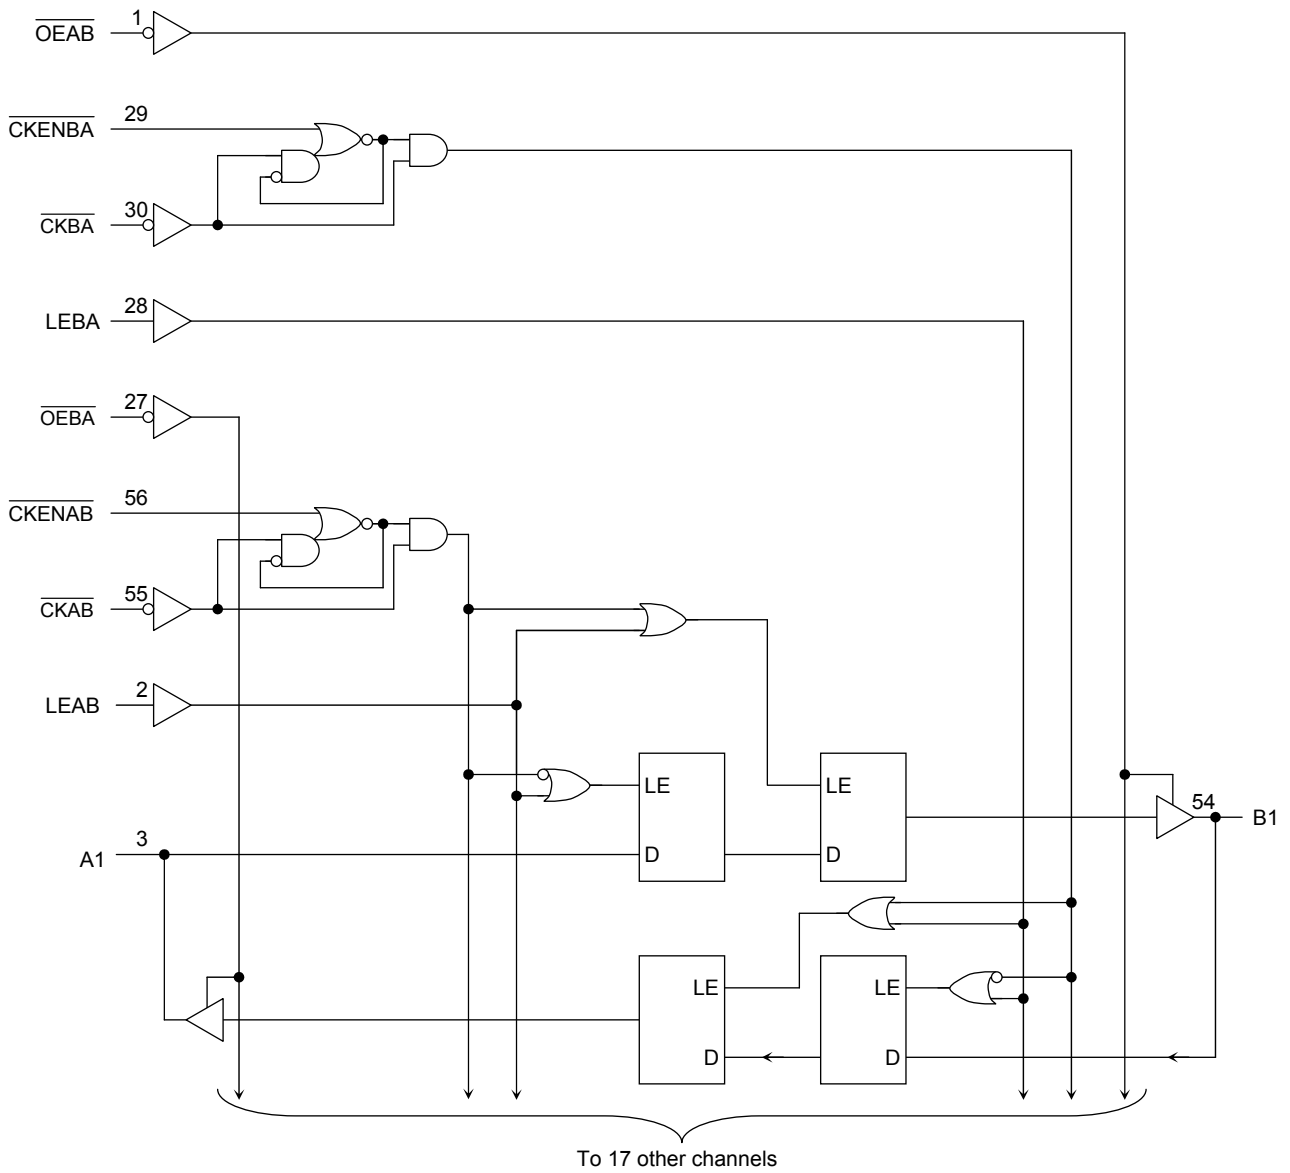 OEAB 1
CKENBA 29
CKBA 30
LEBA 28
OEBA 27
CKENAB 56
CKAB 55
LEAB 2
LE
LE
54
B1
A1 3
D
D
LE
LE
D
D
To 17 other channels